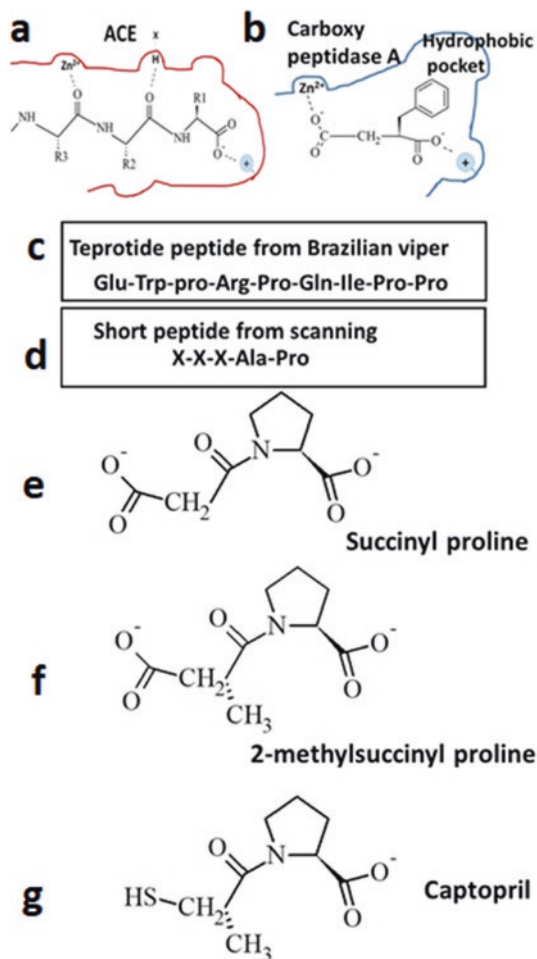 a
ACE
X
Zn2+
H
O
O
R1
NH
NH
NH
O
R3
R2
O-
+
b
Carboxy
peptidase A
Hydrophobic
pocket
Zn2+
O-
O
CH2
O-
O
+
c
Teprotide peptide from Brazilian viper
Glu-Trp-pro-Arg-Pro-Gln-Ile-Pro-Pro
d
Short peptide from scanning
X-X-X-Ala-Pro
e
O
N
O-
O-
CH2
O
O
Succinyl proline
f
O
N
O-
O-
CH2
O
O
CH3
2-methylsuccinyl proline
g
O
N
O-
HS
CH2
O
CH3
Captopril